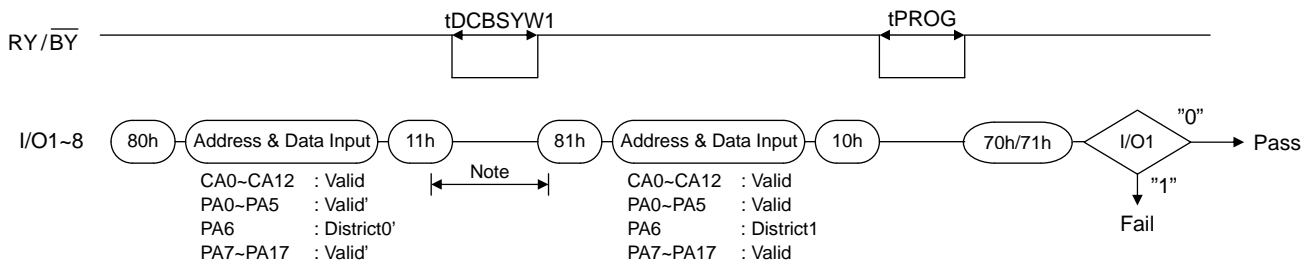 tDCBSYW1
tPROG
RY/BY
I/O1~8
80h
Address & Data Input
11h
81h
Address & Data Input
10h
70h/71h
I/O1
"0"
Pass
"1"
Fail
Note
CA0~CA12 : Valid
PA0~PA5 : Valid'
PA6 : District0'
PA7~PA17 : Valid'
CA0~CA12 : Valid
PA0~PA5 : Valid
PA6 : District1
PA7~PA17 : Valid